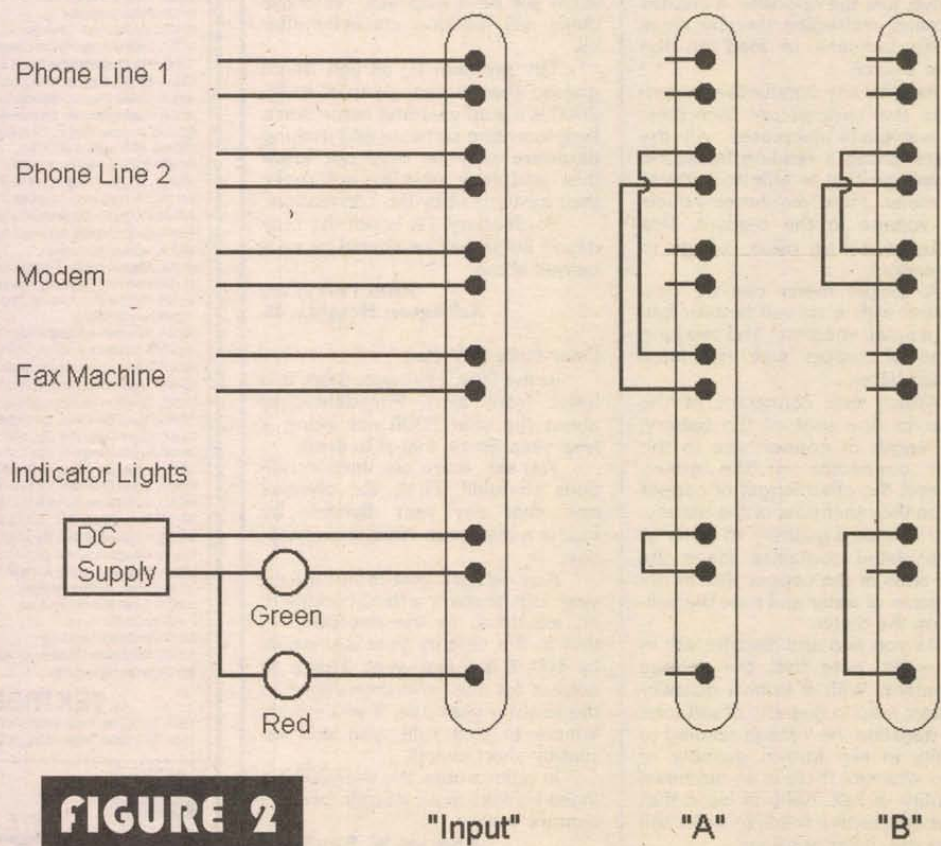 Phone Line 1
Phone Line 2
Modem
Fax Machine
Indicator Lights
DC
Supply
Green
Red
FIGURE 2
"Input"
"A"
"B"